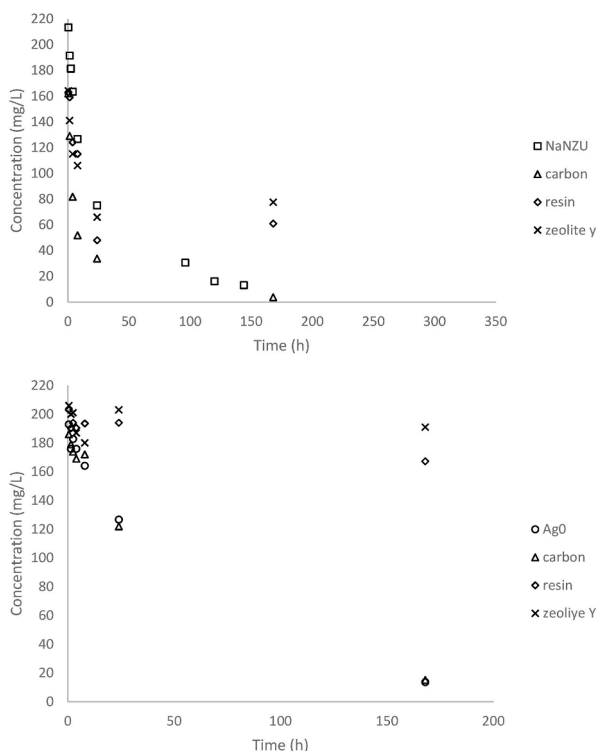 220
200
180
160
140
120
100
80
60
40
20
0
Concentration (mg/L)
0 50 100 150 200 250 300 350
Time (h)
NaNZU
carbon
resin
zeolite y
220
200
180
160
140
120
100
80
60
40
20
0
Concentration (mg/L)
0 50 100 150 200
Time (h)
Ag0
carbon
resin
zeoliye Y